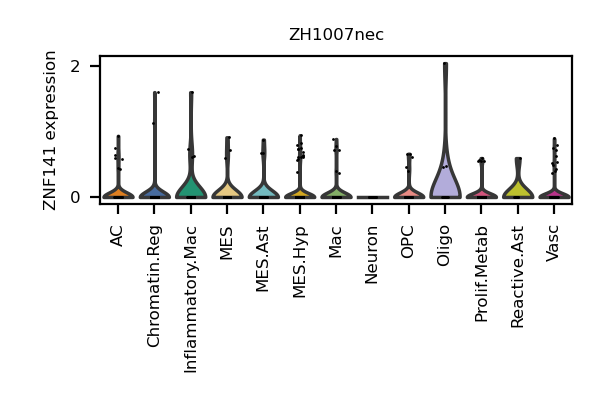 ZH1007nec
ZNF141 expression
2
0
AC
Chromatin.Reg
Inflammatory.Mac
MES
MES.Ast
MES.Hyp
Mac
Neuron
OPC
Oligo
Prolif.Metab
Reactive.Ast
Vasc